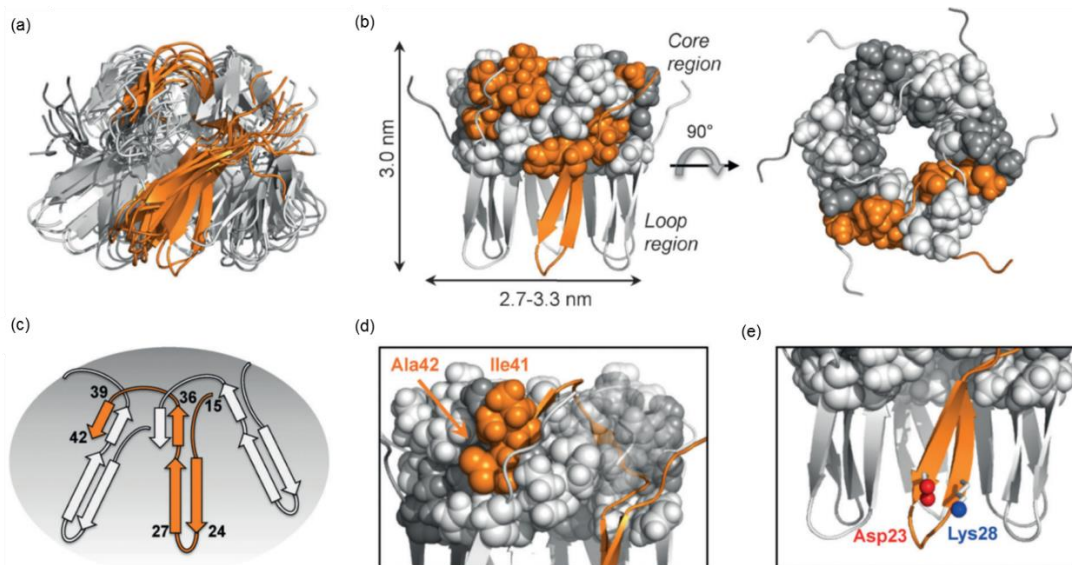 (a)
(b)
Core
region
90°
3.0 nm
Loop
region
2.7-3.3 nm
(c)
39
36
15
42
27
24
(d)
Ala42
Ile41
(e)
Asp23
Lys28